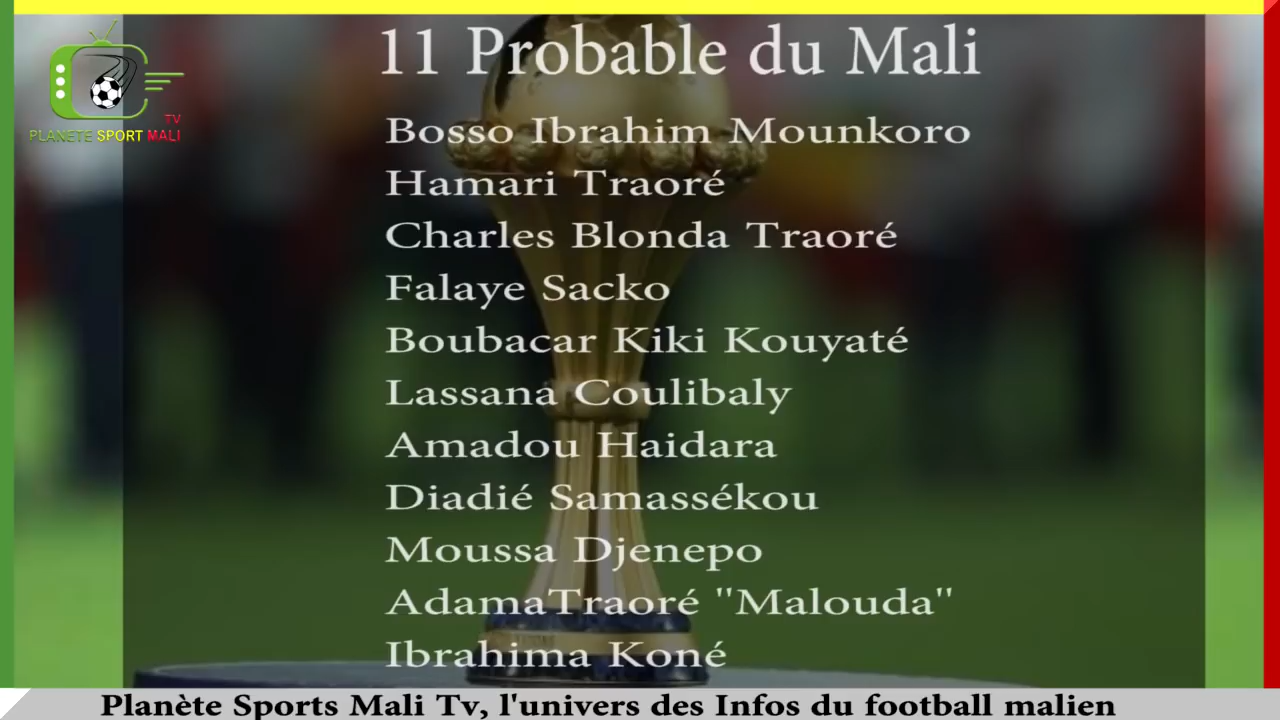 11 Probable du Mali
TV
PLANÈTE SPORT MALI
Bosso Ibrahim Mounkoro
Hamari Traoré
Charles Blonda Traoré
Falaye Sacko
Boubacar Kiki Kouyaté
Lassana Coulibaly
Amadou Haidara
Diadié Samassékou
Moussa Djenepo
AdamaTraoré "Malouda"
Ibrahima Koné
Planète Sports Mali Tv, l'univers des Infos du football malien